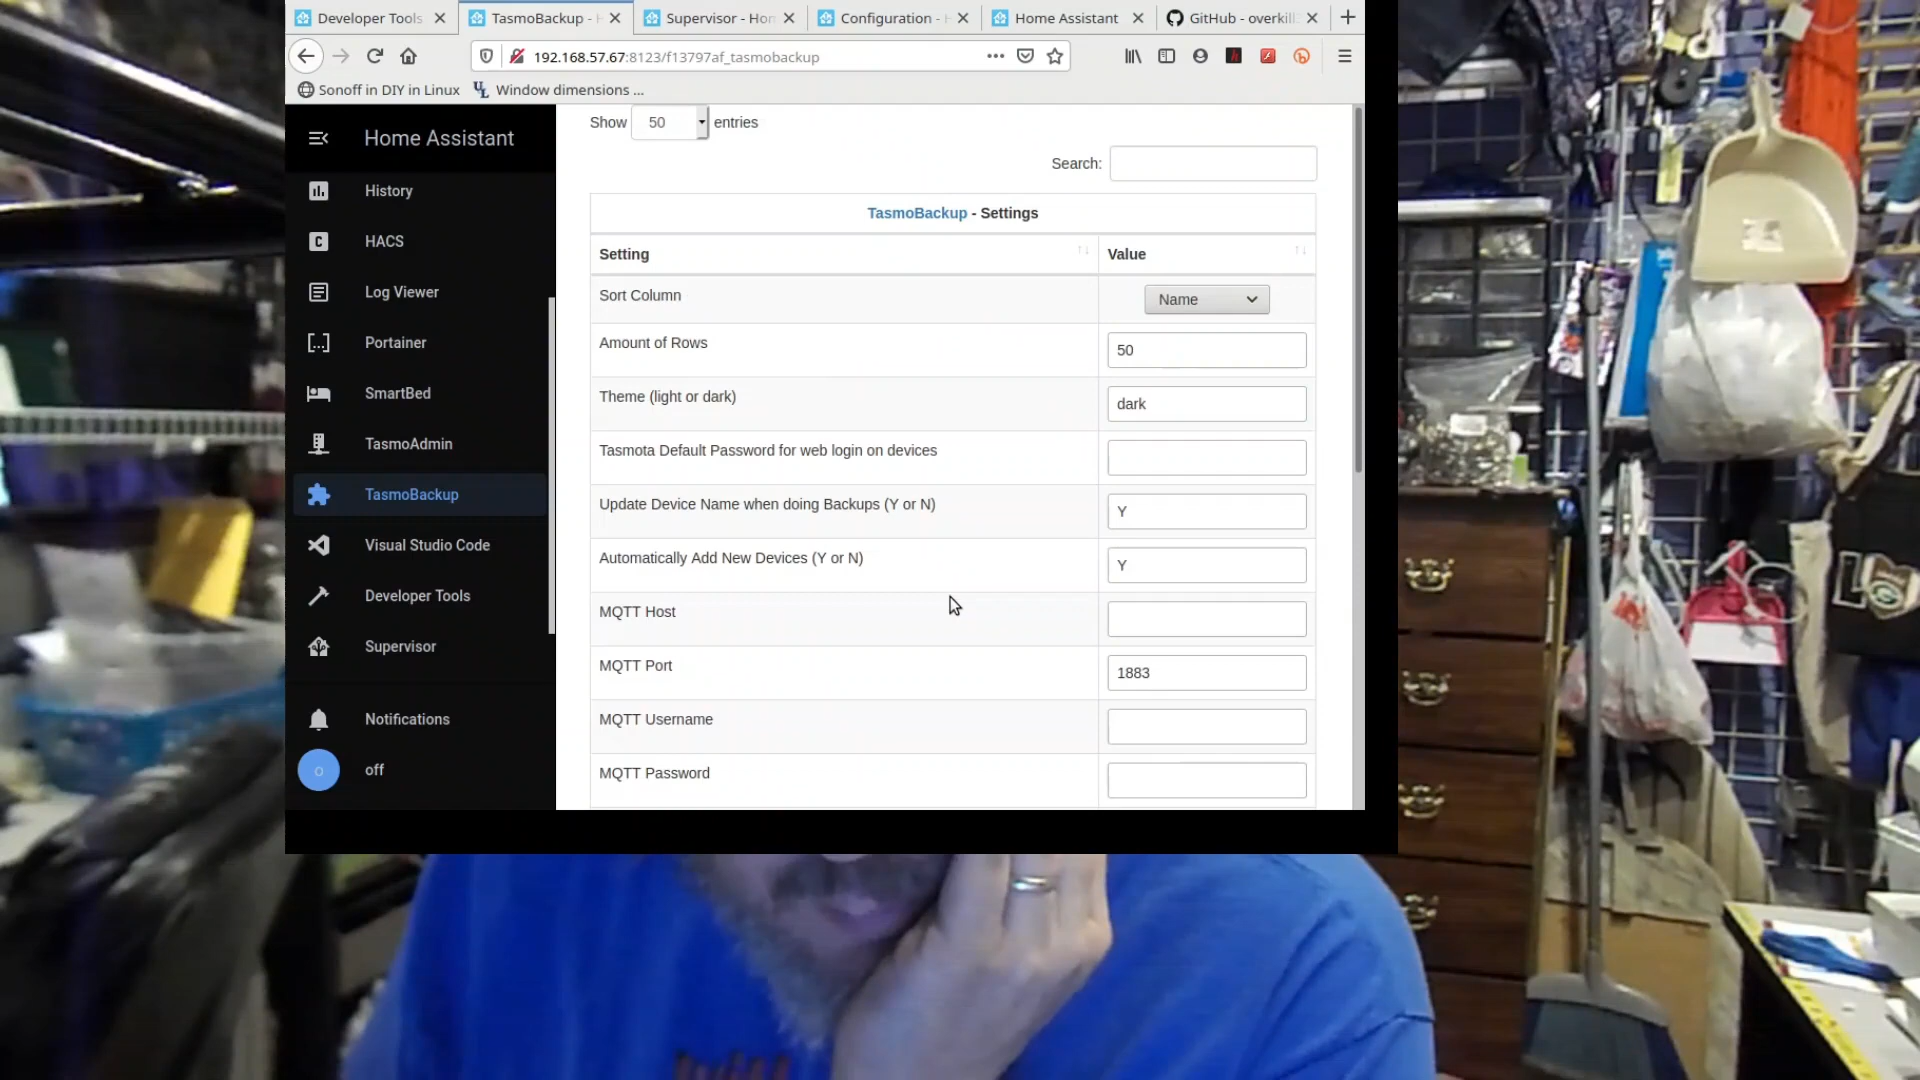 Developer Tools
TasmoBackup - H
Supervisor - Hom
Configuration - H
Home Assistant
GitHub - overkill
192.168.57.67:8123/f13797af_tasmobackup
Sonoff in DIY in Linux
Window dimensions ...
Home Assistant
History
HACS
Log Viewer
Portainer
SmartBed
TasmoAdmin
TasmoBackup
Visual Studio Code
Developer Tools
Supervisor
Notifications
o off
Show 50 entries
Search:
TasmoBackup - Settings
Setting Value
Sort Column Name
Amount of Rows 50
Theme (light or dark) dark
Tasmota Default Password for web login on devices
Update Device Name when doing Backups (Y or N) Y
Automatically Add New Devices (Y or N) Y
MQTT Host
MQTT Port 1883
MQTT Username
MQTT Password